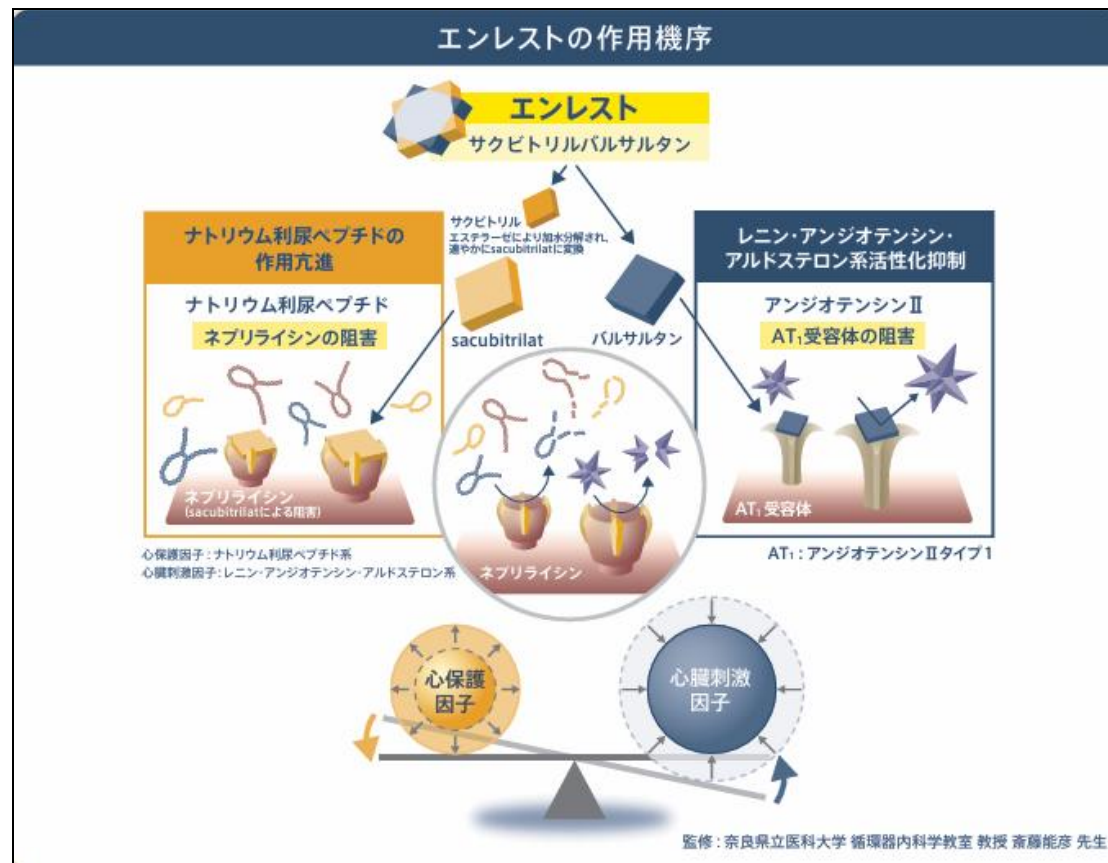 エンレストの作用機序
エンレスト
サクビトリルバルサルタン
サクビトリル
エステラーゼにより加水分解され、
速やかにsacubitrilatに変換
ナトリウム利尿ペプチドの
作用亢進
ナトリウム利尿ペプチド
ネプリライシンの阻害
ネプリライシン
(sacubitrilatによる阻害)
sacubitrilat
バルサルタン
レニン・アンジオテンシン・
アルドステロン系活性化抑制
アンジオテンシンⅡ
AT₁受容体の阻害
AT₁受容体
ネプリライシン
心保護因子：ナトリウム利尿ペプチド系
心臓刺激因子：レニン・アンジオテンシン・アルドステロン系
AT₁：アンジオテンシンⅡタイプ1
心保護
因子
心臓刺激
因子
監修：奈良県立医科大学 循環器内科学教室 教授 斎藤能彦 先生